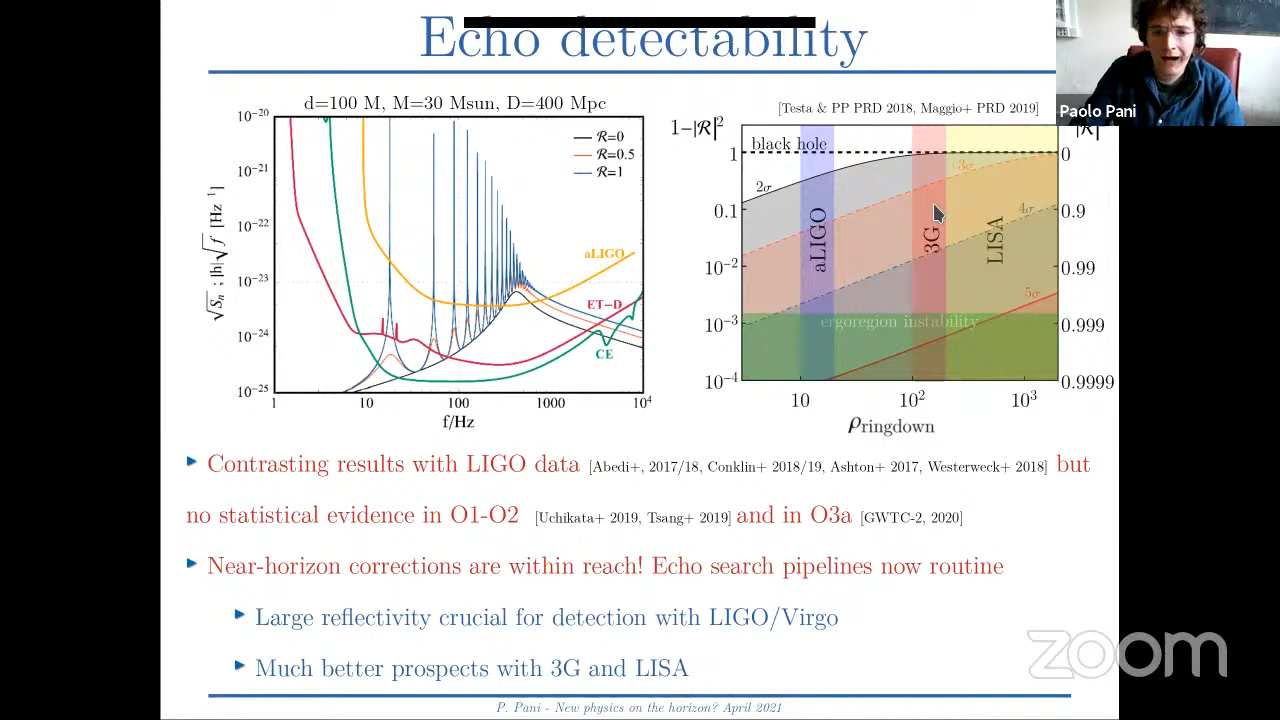 Echo detectability
Paolo Pani
d=100 M, M=30 Msun, D=400 Mpc
10⁻²⁰
10⁻²¹
10⁻²²
10⁻²³
10⁻²⁴
10⁻²⁵
√Sₙ ; |h|√f [Hz⁻¹]
R=0
R=0.5
R=1
aLIGO
ET-D
CE
1
10
100
1000
10⁴
f/Hz
[Testa & PP PRD 2018, Maggio+ PRD 2019]
1-|R|²
|R|
black hole
1
0.1
10⁻²
10⁻³
10⁻⁴
2σ
3σ
4σ
5σ
aLIGO
3G
LISA
ergoregion instability
0
0.9
0.99
0.999
0.9999
10
10²
10³
ρringdown
Contrasting results with LIGO data [Abedi+, 2017/18, Conklin+ 2018/19, Ashton+ 2017, Westerweck+ 2018] but
no statistical evidence in O1-O2 [Uchikata+ 2019, Tsang+ 2019] and in O3a [GWTC-2, 2020]
Near-horizon corrections are within reach! Echo search pipelines now routine
Large reflectivity crucial for detection with LIGO/Virgo
Much better prospects with 3G and LISA
zoom
P. Pani - New physics on the horizon? April 2021